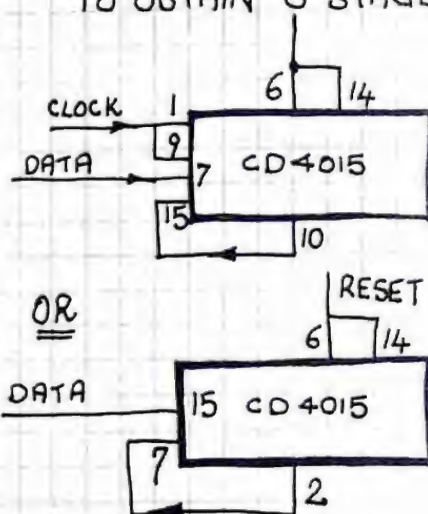 TO OBTAIN 8 STAGE
6 14
CLOCK 1
9
DATA 7 CD4015
15
10
OR
RESET
6 14
DATA 15 CD4015
7
2